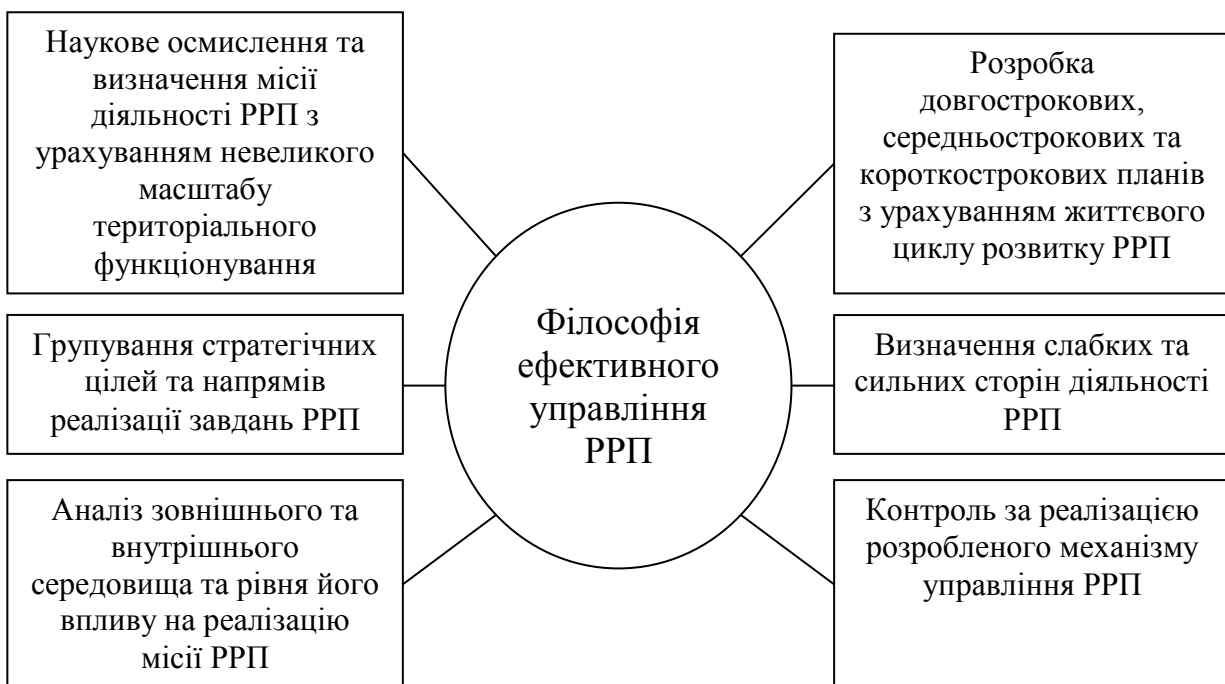 Наукове осмислення та
визначення місії
діяльності РРП з
урахуванням невеликого
масштабу
територіального
функціонування
Групування стратегічних
цілей та напрямів
реалізації завдань РРП
Аналіз зовнішнього та
внутрішнього
середовища та рівня його
впливу на реалізацію
місії РРП
Філософія
ефективного
управління
РРП
Розробка
довгострокових,
середньострокових та
короткострокових планів
з урахуванням життєвого
циклу розвитку РРП
Визначення слабких та
сильних сторін діяльності
РРП
Контроль за реалізацією
розробленого механізму
управління РРП